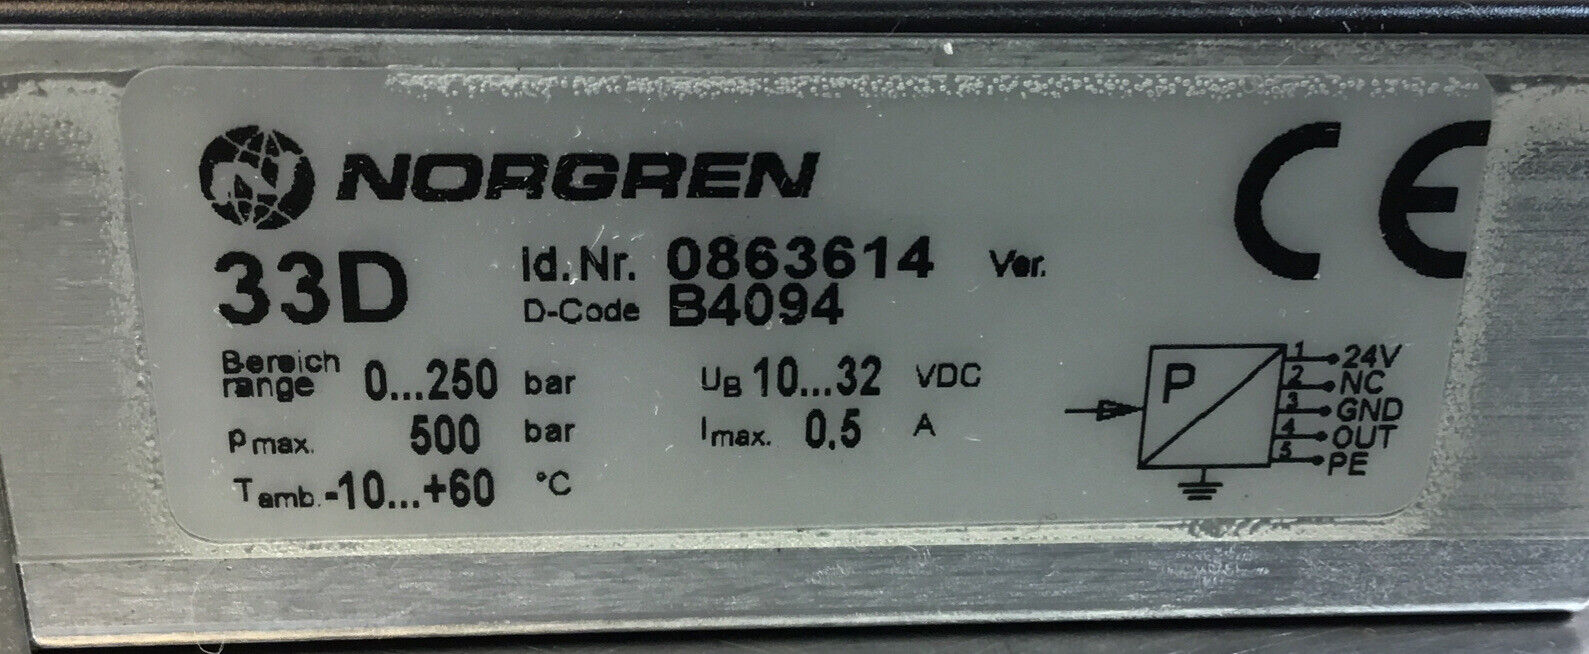 NORGREN
CE
33D Id.Nr. 0863614 Ver.
D-Code B4094
Bereich
range 0...250 bar UB 10...32 VDC
pmax. 500 bar Imax. 0.5 A
Tamb. -10...+60 °C
P
1 24V
2 NC
3 GND
4 OUT
5 PE